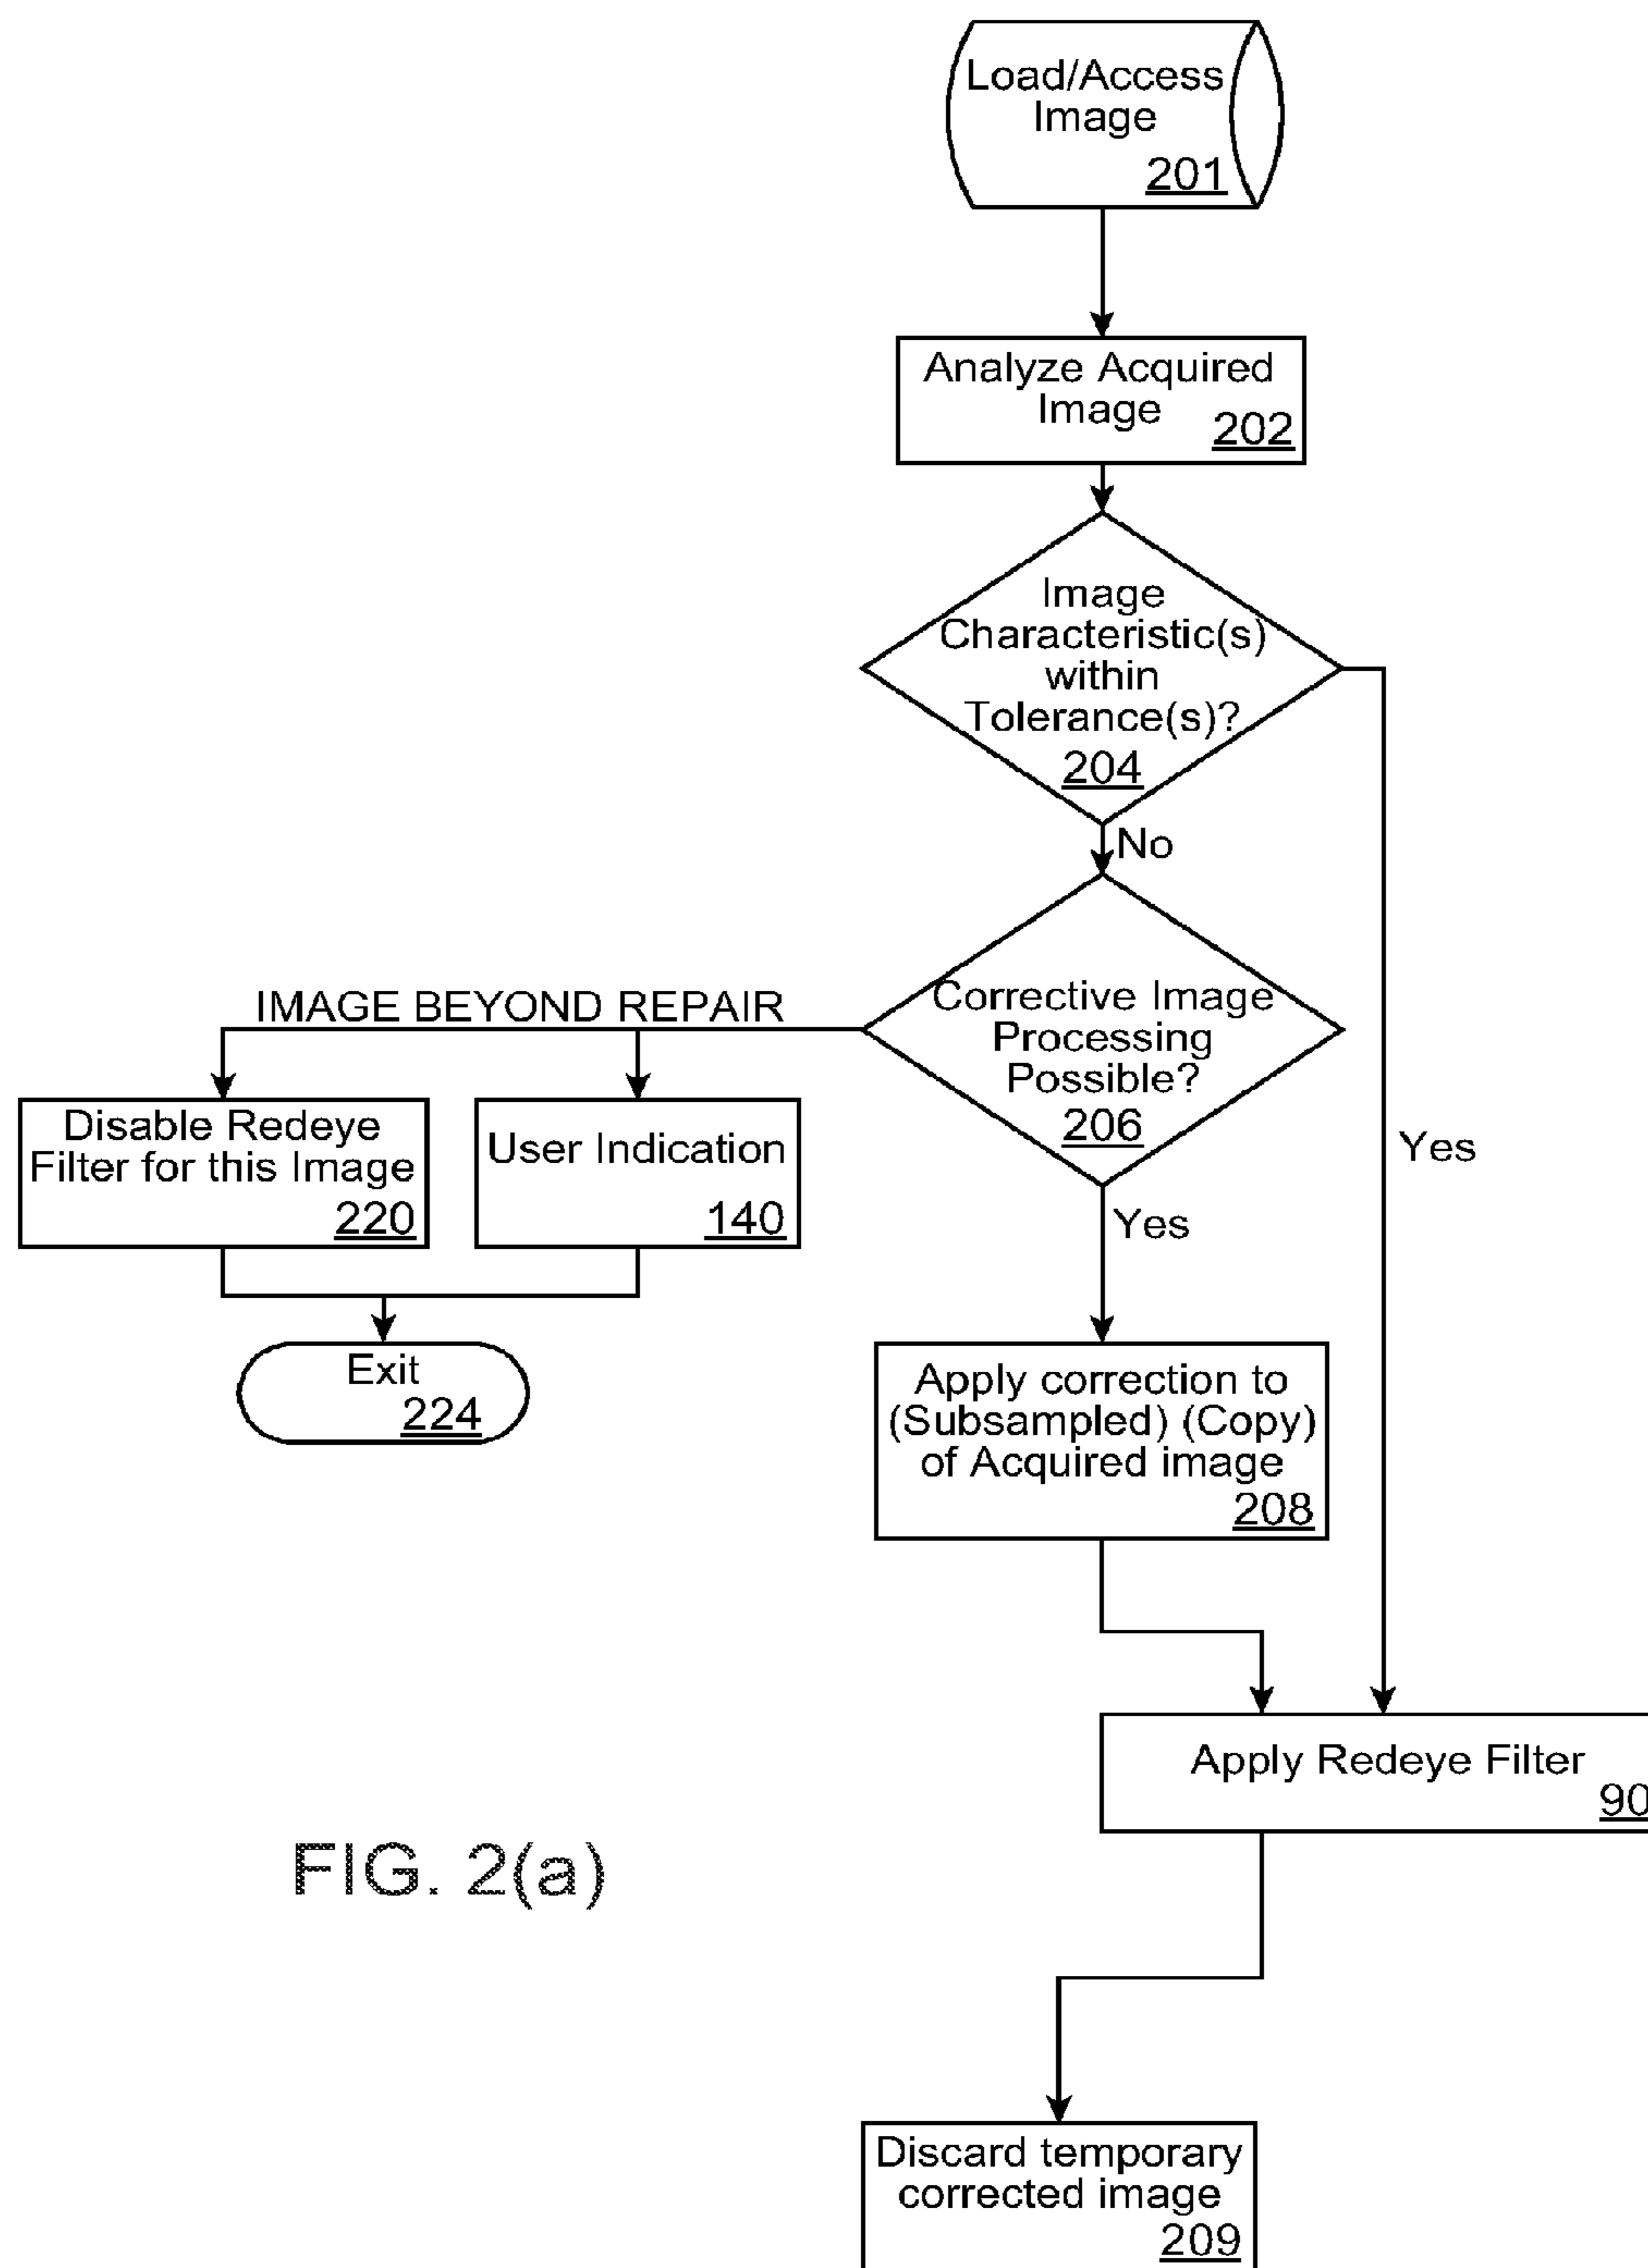 Load/Access
Image
201
Analyze Acquired
Image
202
Image
Characteristic(s)
within
Tolerance(s)?
204
No
Yes
Corrective Image
Processing
Possible?
206
IMAGE BEYOND REPAIR
Disable Redeye
Filter for this Image
220
User Indication
140
Yes
Exit
224
Apply correction to
(Subsampled) (Copy)
of Acquired image
208
Apply Redeye Filter
90
FIG. 2(a)
Discard temporary
corrected image
209